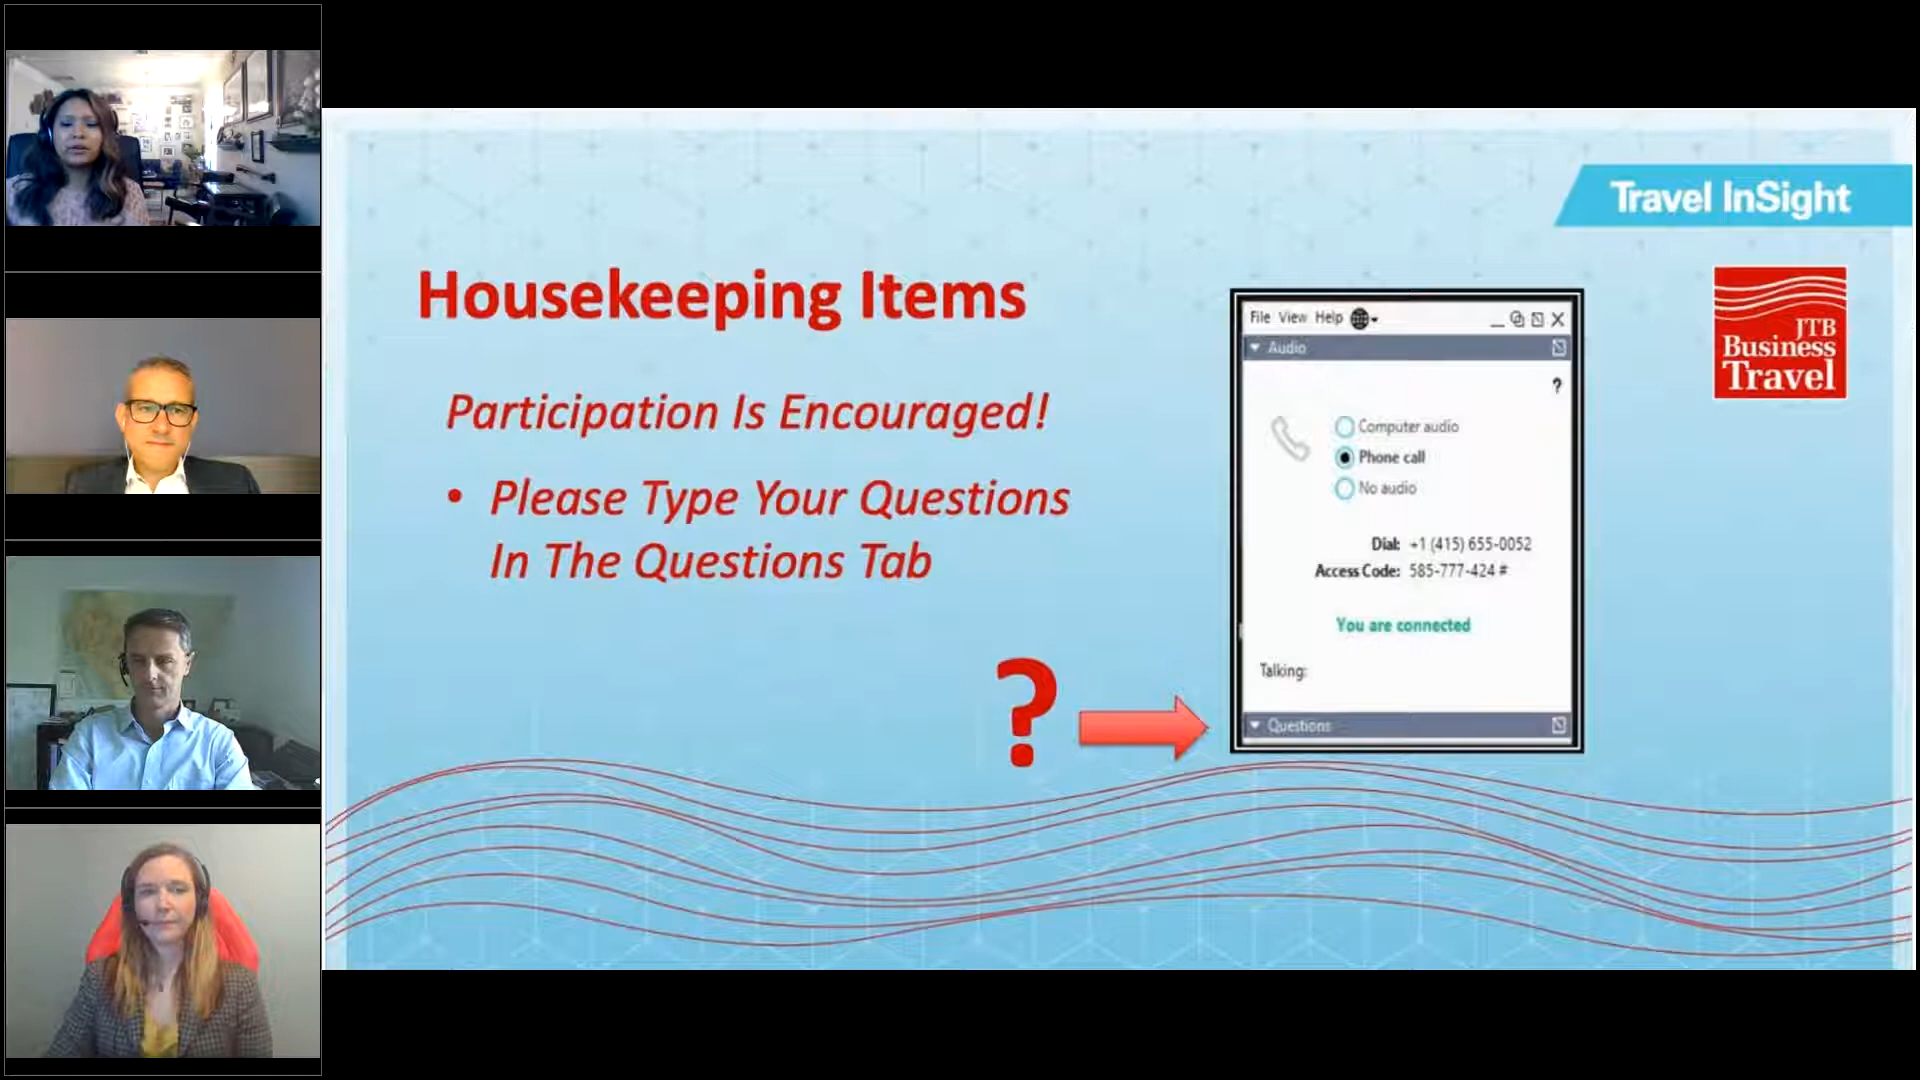 Travel InSight
Housekeeping Items
JTB
Business
Travel
Participation Is Encouraged!
• Please Type Your Questions
In The Questions Tab
?
File View Help
Audio
?
Computer audio
Phone call
No audio
Dial: +1 (415) 655-0052
Access Code: 585-777-424 #
You are connected
Talking:
Questions